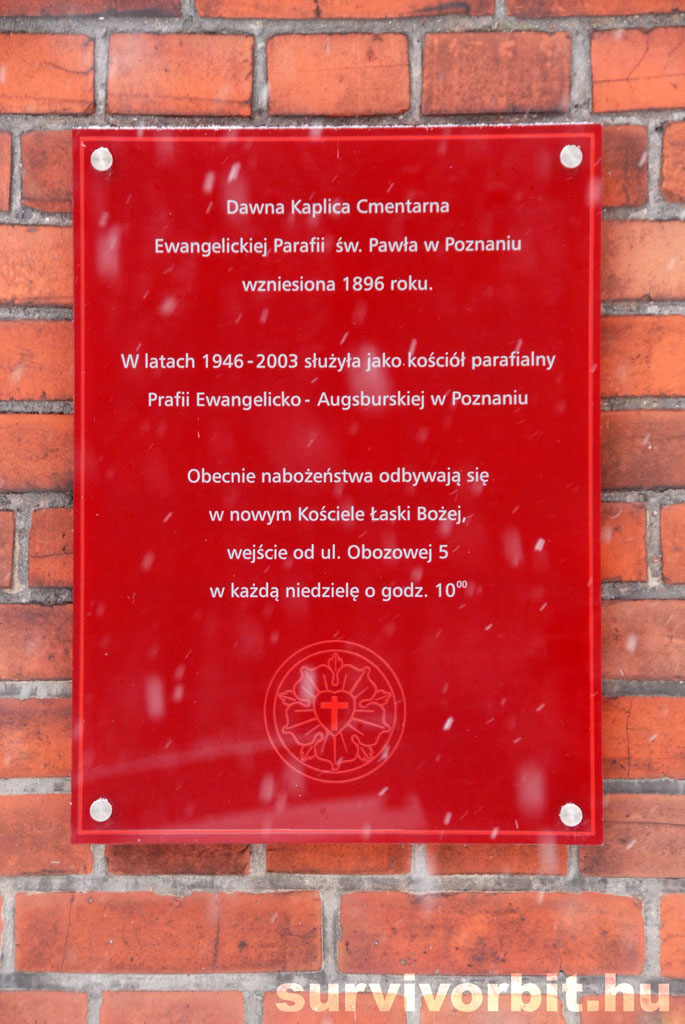 Dawna Kaplica Cmentarna
Ewangelickiej Parafii św. Pawła w Poznaniu
wzniesiona 1896 roku.
W latach 1946 - 2003 służyła jako kościół parafialny
Prafii Ewangelicko - Augsburskiej w Poznaniu
Obecnie nabożeństwa odbywają się
w nowym Kościele Łaski Bożej,
wejście od ul. Obozowej 5
w każdą niedzielę o godz. 10⁰⁰
survivorbit.hu